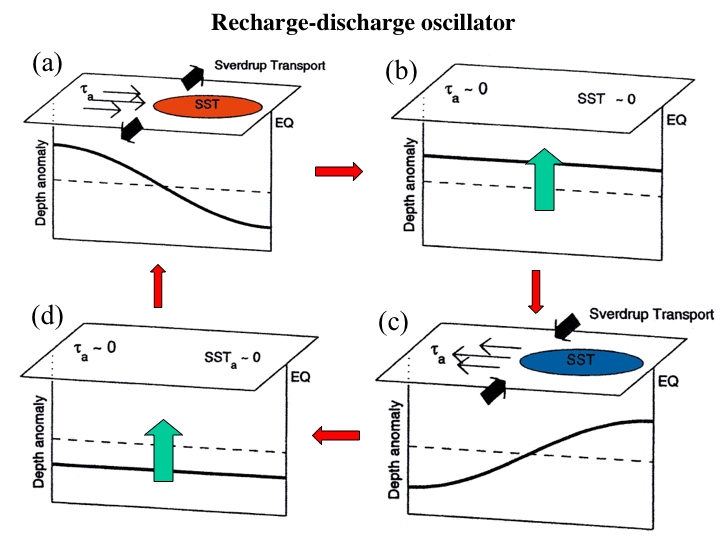 Recharge-discharge oscillator
(a)
Sverdrup Transport
τa
SST
EQ
Depth anomaly
(b)
τa ~ 0
SST ~ 0
EQ
Depth anomaly
(d)
τa ~ 0
SSTa ~ 0
EQ
Depth anomaly
(c)
Sverdrup Transport
τa
SST
EQ
Depth anomaly